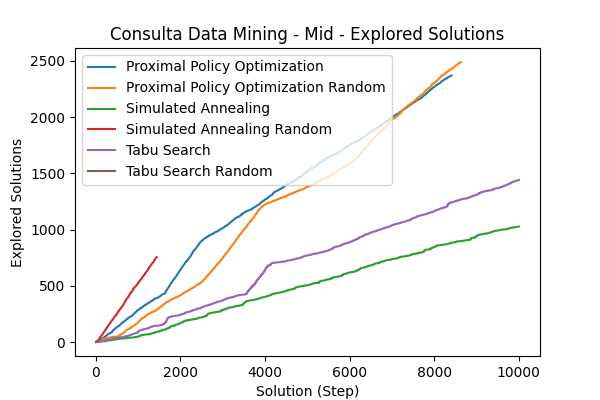 Consulta Data Mining - Mid - Explored Solutions
Proximal Policy Optimization
Proximal Policy Optimization Random
Simulated Annealing
Simulated Annealing Random
Tabu Search
Tabu Search Random
Explored Solutions
2500
2000
1500
1000
500
0
0 2000 4000 6000 8000 10000
Solution (Step)